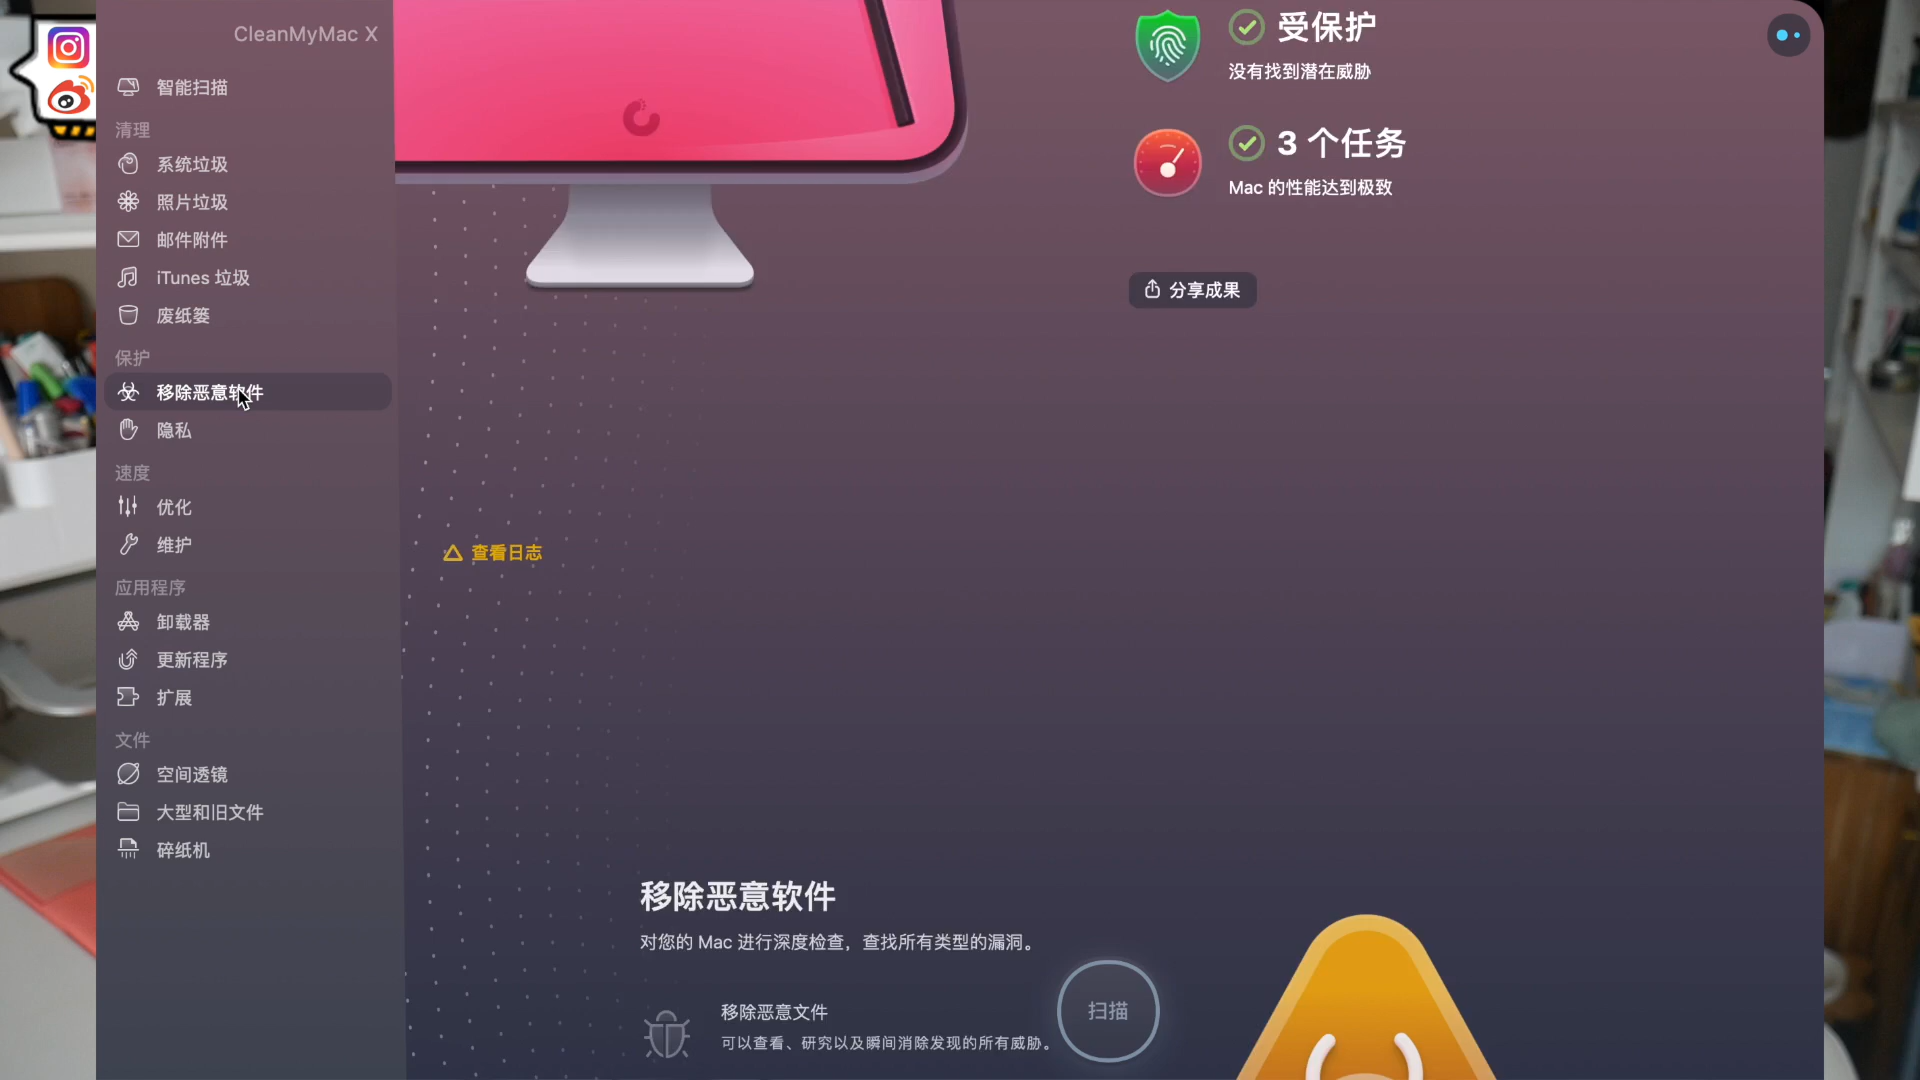 CleanMyMac X
智能扫描
清理
系统垃圾
照片垃圾
邮件附件
iTunes 垃圾
废纸篓
保护
移除恶意软件
隐私
速度
优化
维护
应用程序
卸载器
更新程序
扩展
文件
空间透镜
大型和旧文件
碎纸机
受保护
没有找到潜在威胁
3 个任务
Mac 的性能达到极致
分享成果
查看日志
移除恶意软件
对您的 Mac 进行深度检查，查找所有类型的漏洞。
移除恶意文件
可以查看、研究以及瞬间消除发现的所有威胁。
扫描